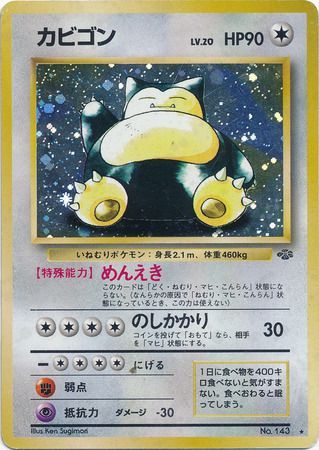 カビゴン LV.20 HP90
いねむりポケモン：身長2.1m、体重460kg
【特殊能力】めんえき
このカードは「どく・ねむり・マヒ・こんらん」状態にな
らない。（なんらかの原因で「ねむり・マヒ・こんらん」状
態になっているとき、この力は使えない）
のしかかり 30
コインを投げて「おもて」なら、相手
を「マヒ」状態にする。
にげる
弱点
抵抗力 ダメージ -30
1日に食べ物を400キ
ロ食べないと気がすま
ない。食べおわると眠
ってしまう。
Illus. Ken Sugimori
No. 143 ★